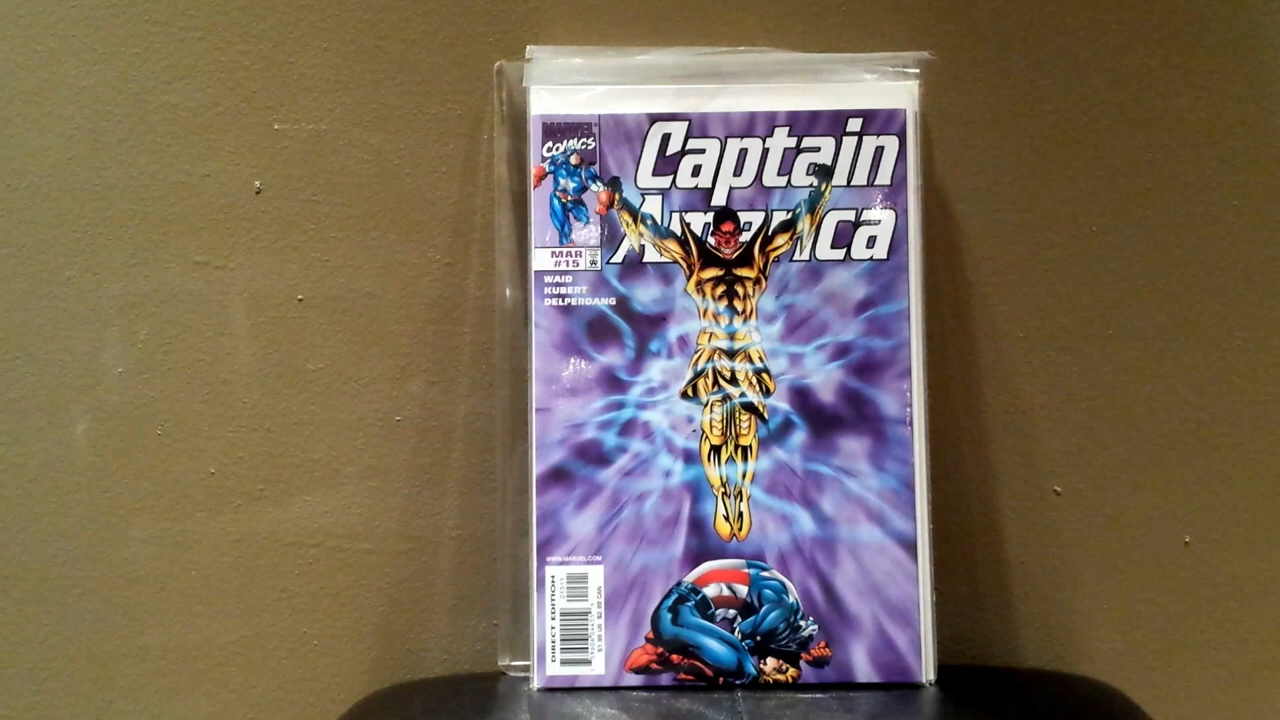 MARVEL
COMICS
Captain
America
MAR
#15
WAID
KUBERT
DELPERDANG
WWW.MARVEL.COM
DIRECT EDITION
$1.99 US $2.89 CAN